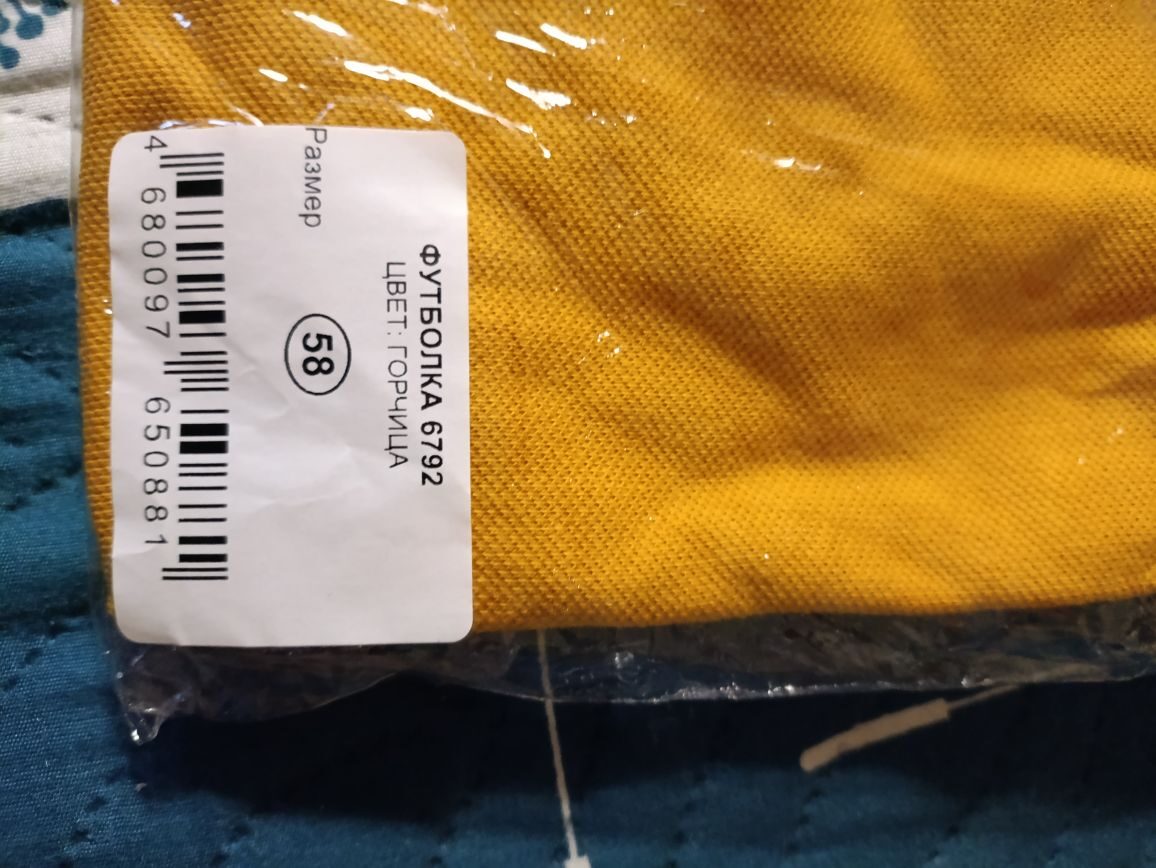 ФУТБОЛКА 6792
ЦВЕТ: ГОРЧИЦА
Размер
58
4 680097 650881